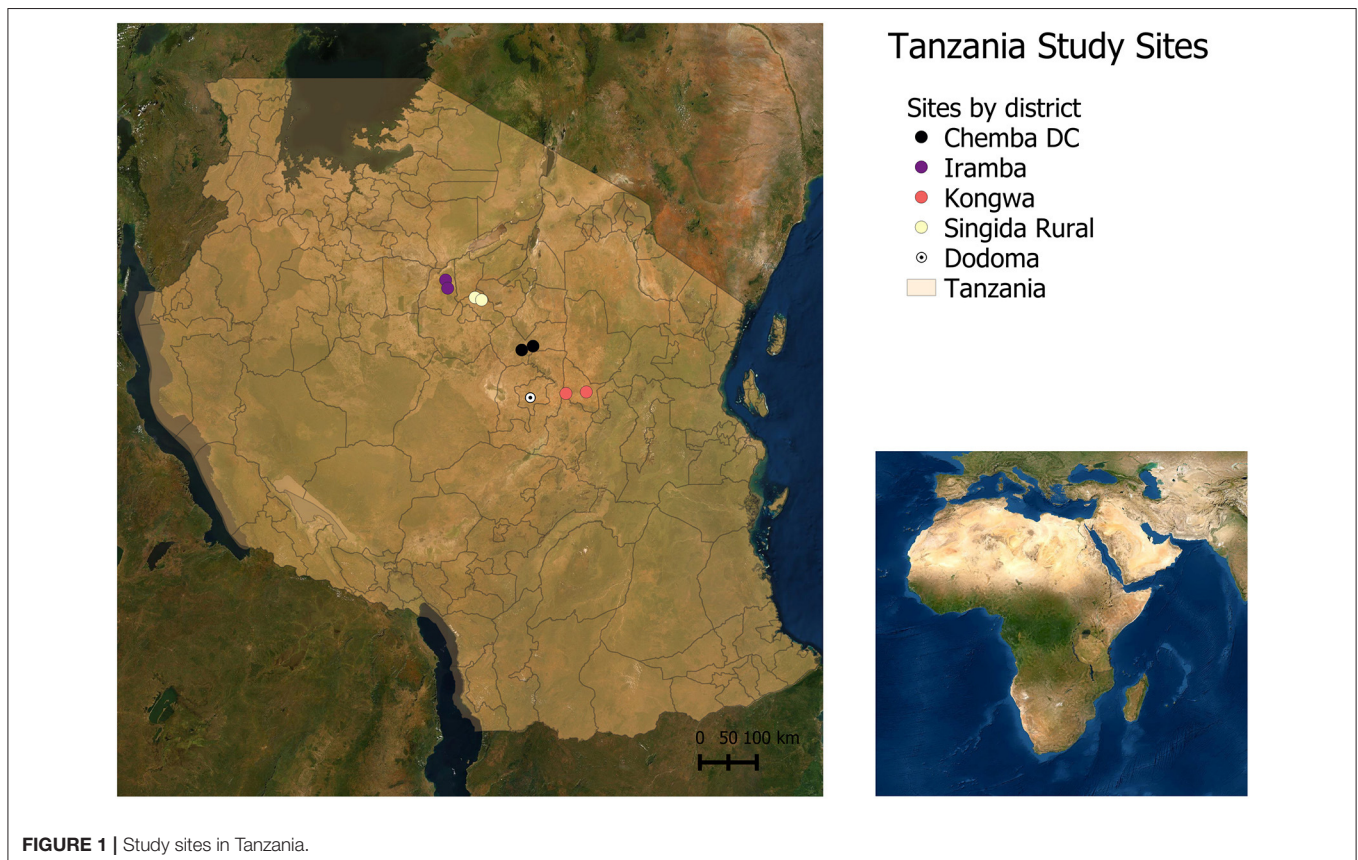 Tanzania Study Sites
Sites by district
Chemba DC
Iramba
Kongwa
Singida Rural
Dodoma
Tanzania
0 50 100 km
FIGURE 1 | Study sites in Tanzania.